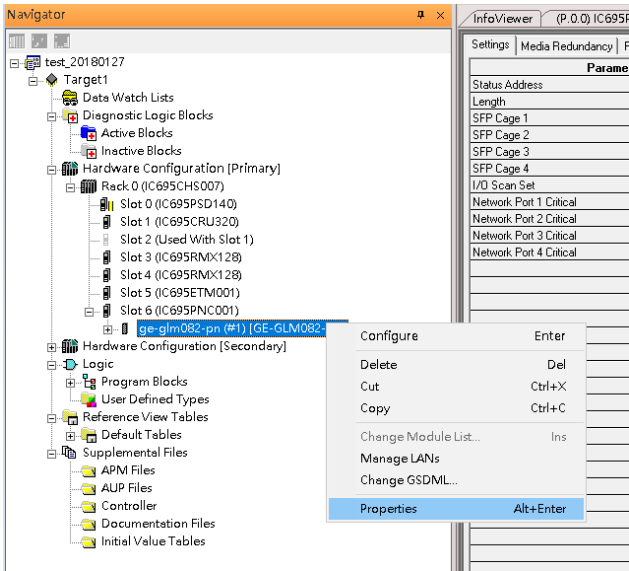 Navigator
test_20180127
Target1
Data Watch Lists
Diagnostic Logic Blocks
Active Blocks
Inactive Blocks
Hardware Configuration [Primary]
Rack 0 (IC695CHS007)
Slot 0 (IC695PSD140)
Slot 1 (IC695CRU320)
Slot 2 (Used With Slot 1)
Slot 3 (IC695RMX128)
Slot 4 (IC695RMX128)
Slot 5 (IC695ETM001)
Slot 6 (IC695PNC001)
ge-glm082-pn (#1) [GE-GLM082-
Hardware Configuration [Secondary]
Logic
Program Blocks
User Defined Types
Reference View Tables
Default Tables
Supplemental Files
APM Files
AUP Files
Controller
Documentation Files
Initial Value Tables
Configure Enter
Delete Del
Cut Ctrl+X
Copy Ctrl+C
Change Module List... Ins
Manage LANs
Change GSDML...
Properties Alt+Enter
InfoViewer (P.0.0) IC695P
Settings Media Redundancy
Parame
Status Address
Length
SFP Cage 1
SFP Cage 2
SFP Cage 3
SFP Cage 4
I/O Scan Set
Network Port 1 Critical
Network Port 2 Critical
Network Port 3 Critical
Network Port 4 Critical